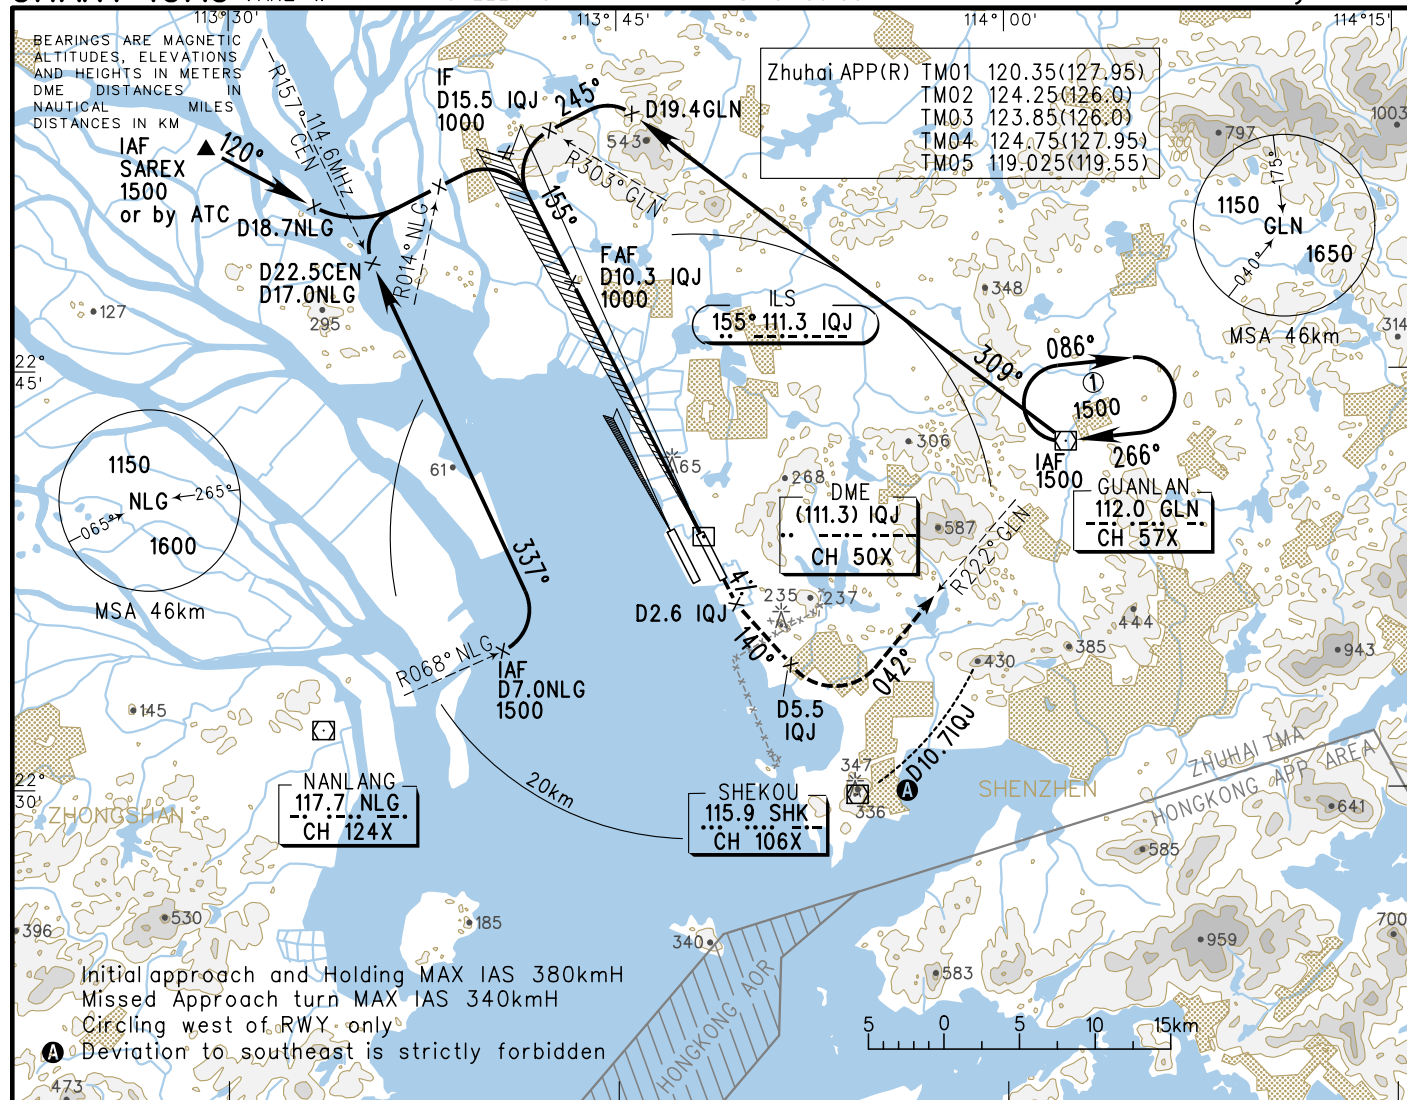 113°30'
113°45'
114°00'
114°15'
BEARINGS ARE MAGNETIC
ALTITUDES, ELEVATIONS
AND HEIGHTS IN METERS
DME DISTANCES IN
NAUTICAL MILES
DISTANCES IN KM
IAF
SAREX
1500
or by ATC
120°
R157° CEN
114.6MHz
D18.7NLG
D22.5CEN
D17.0NLG
R014° NLG
IF
D15.5 IQJ
1000
245°
D19.4GLN
543
R303° GLN
155°
FAF
D10.3 IQJ
1000
Zhuhai APP(R) TM01 120.35(127.95)
TM02 124.25(126.0)
TM03 123.85(126.0)
TM04 124.75(127.95)
TM05 119.025(119.55)
797
1003
175°
1150
GLN
1650
040°
MSA 46km
314
127
295
ILS
155° 111.3 IQJ
348
309°
086°
1
1500
266°
IAF
1500
GUANLAN
112.0 GLN
CH 57X
22°
45'
1150
NLG
265°
065°
1600
MSA 46km
61
337°
65
306
268
DME
(111.3) IQJ
CH 50X
587
R222° GLN
4.1
D2.6 IQJ
235
237
140°
042°
D5.5
IQJ
R068° NLG
IAF
D7.0NLG
1500
444
385
430
943
145
D10.7IQJ
A
347
336
SHENZHEN
ZHUHAI TMA
HONGKONG APP AREA
22°
30'
ZHONGSHAN
NANLANG
117.7 NLG
CH 124X
20km
SHEKOU
115.9 SHK
CH 106X
641
585
530
396
185
340
959
700
583
HONGKONG AOR
Initial approach and Holding MAX IAS 380kmH
Missed Approach turn MAX IAS 340kmH
Circling west of RWY only
A Deviation to southeast is strictly forbidden
5 0 5 10 15km
473